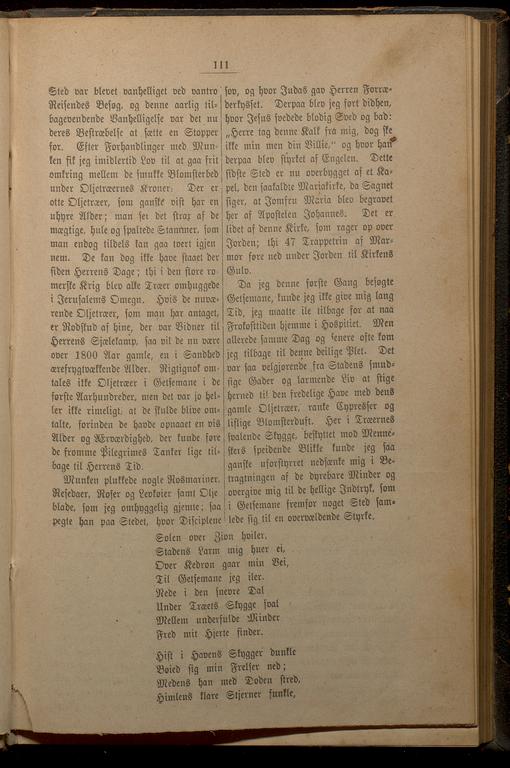 111
Sted var blevet vanhelliget ved vantro
Reisendes Besøg, og denne aarlig til-
bagevendende Vanhelligelse var det nu
deres Bestræbelse at sætte en Stopper
for. Efter Forhandlinger med Mun-
ken fik jeg imidlertid Lov til at gaa frit
omkring mellem de smukke Blomsterbed
under Oljetræernes Kroner. Der er
otte Oljetræer, som ganske vist har en
uhyre Alder; man ser det strax af de
mægtige, hule og spaltede Stammer, som
man endog tildels kan gaa tvert igjen
nem. De kan dog ikke have staaet der
siden Herrens Dage; thi i den store ro-
merske Krig blev alle Træer omhuggede
i Jerusalems Omegn. Hvis de nuvæ-
rende Oljetræer, som man har antaget,
er Rodskud af hine, der var Vidner til
Herrens Sjælekamp, saa vil de nu være
over 1800 Aar gamle, en i Sandhed
ærefrygtvækkende Alder. Rigtignok om-
tales ikke Oljetræer i Getsemane i de
første Aarhundreder, men det var jo hel-
ler ikke rimeligt, at de skulde blive om-
talte, førinden de havde opnaaet en vis
Alder og Ærværdighed, der kunde føre
de fromme Pilegrimes Tanker lige til-
bage til Herrens Tid.
Munken plukkede nogle Rosmariner,
Resedaer, Roser og Levkøier samt Olje
blade, som jeg omhyggelig gjemte; saa
pegte han paa Stedet, hvor Disciplene
sov, og hvor Judas gav Herren Forræ-
derkysset. Derpaa blev jeg ført didhen,
hvor Jesus svedede blodig Sved og bad:
„Herre tag denne Kalk fra mig, dog ske
ikke min men din Villie,“ og hvor han
derpaa blev styrket af Engelen. Dette
sidste Sted er nu overbygget af et Ka-
pel, den saakaldte Mariakirke, da Sagnet
siger, at Jomfru Maria blev begravet
her af Apostelen Johannes. Det er
lidet af denne Kirke, som rager op over
Jorden; thi 47 Trappetrin af Mar-
mor føre ned under Jorden til Kirkens
Gulv.
Da jeg denne første Gang besøgte
Getsemane, kunde jeg ikke give mig lang
Tid, jeg maatte ile tilbage for at naa
Frokosttiden hjemme i Hospitiet. Men
allerede samme Dag og senere ofte kom
jeg tilbage til denne deilige Plet. Det
var saa velgjørende fra Stadens smud-
sige Gader og larmende Liv at stige
herned til den fredelige Have med dens
gamle Oljetræer, ranke Cypresser og
liflige Blomsterduft. Her i Træernes
svalende Skygge, beskyttet mod Menne-
skers speidende Blikke kunde jeg saa
ganske uforstyrret nedsænke mig i Be-
tragtningen af de dyrebare Minder og
overgive mig til de hellige Indtryk, som
i Getsemane fremfor noget Sted sam-
lede sig til en overvældende Styrke.
Solen over Zion hviler,
Stadens Larm mig huer ei,
Over Kedron gaar min Vei,
Til Getsemane jeg iler.
Nede i den snevre Dal
Under Træets Skygge sval
Mellem underfulde Minder
Fred mit Hjerte finder.
Hist i Havens Skygger dunkle
Bøied sig min Frelser ned;
Medens han med Døden stred,
Himlens klare Stjerner funkle,